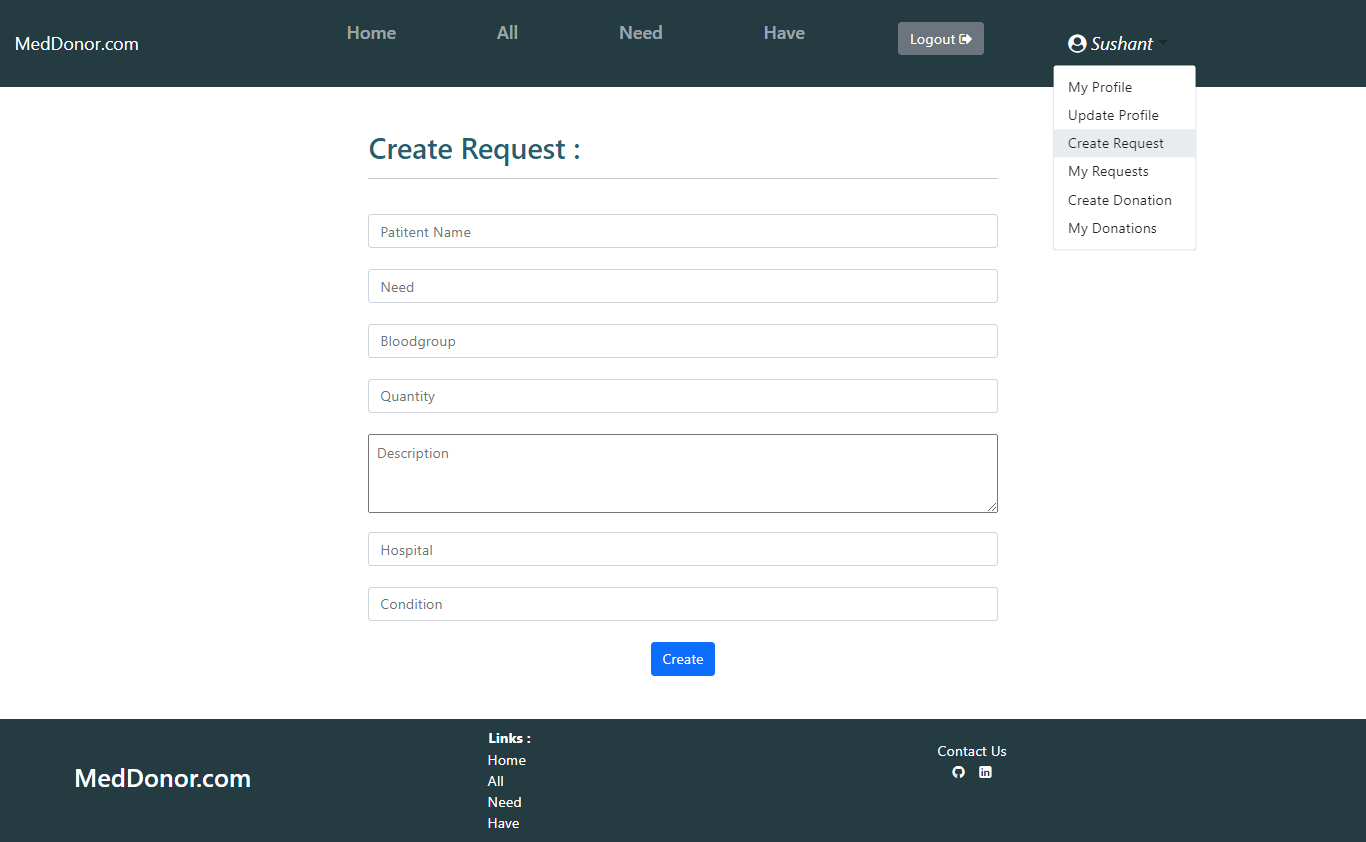 MedDonor.com
Home
All
Need
Have
Logout
Sushant
My Profile
Update Profile
Create Request
My Requests
Create Donation
My Donations
Create Request :
Patitent Name
Need
Bloodgroup
Quantity
Description
Hospital
Condition
Create
MedDonor.com
Links :
Home
All
Need
Have
Contact Us